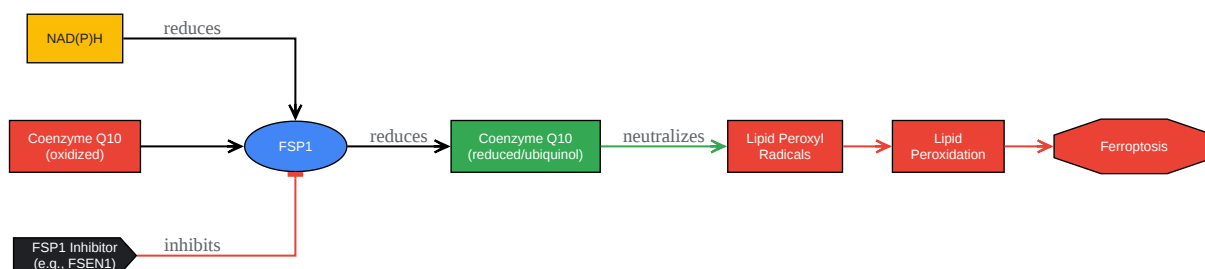 NAD(P)H
reduces
Coenzyme Q10
(oxidized)
FSP1
reduces
Coenzyme Q10
(reduced/ubiquinol)
neutralizes
Lipid Peroxyl
Radicals
Lipid
Peroxidation
Ferroptosis
FSP1 Inhibitor
(e.g., FSEN1)
inhibits